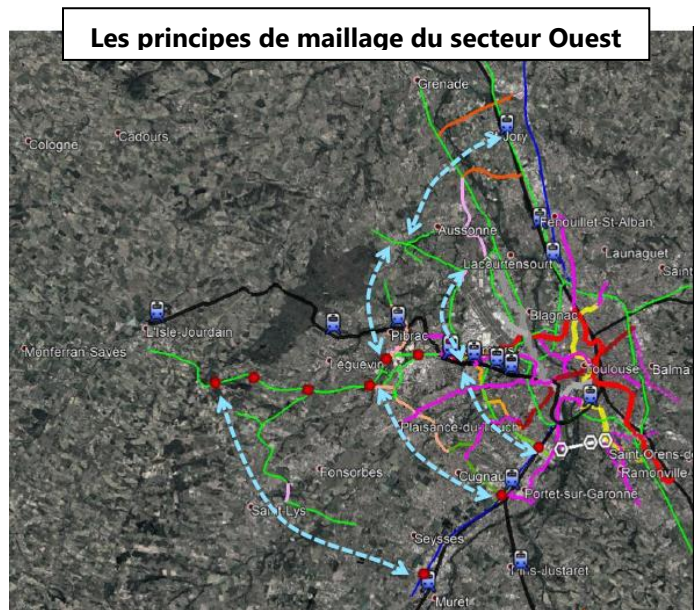 Les principes de maillage du secteur Ouest
Grenade
St-Jory
Cologne
Cadours
Fenouillet-St-Alban
Aussonne
Launaguet
Lacourtensourt
Saint
Blagnac
L'Isle-Jourdain
Pibrac
Monferran-Saves
Léguevin
Toulouse
Balma
Plaisance-du-Touch
Fonsorbes
Cugnau
Saint-Orens-de
Ramonville
Portet-sur-Garonne
Saint-Lys
Seysses
Pins-Justaret
Muret